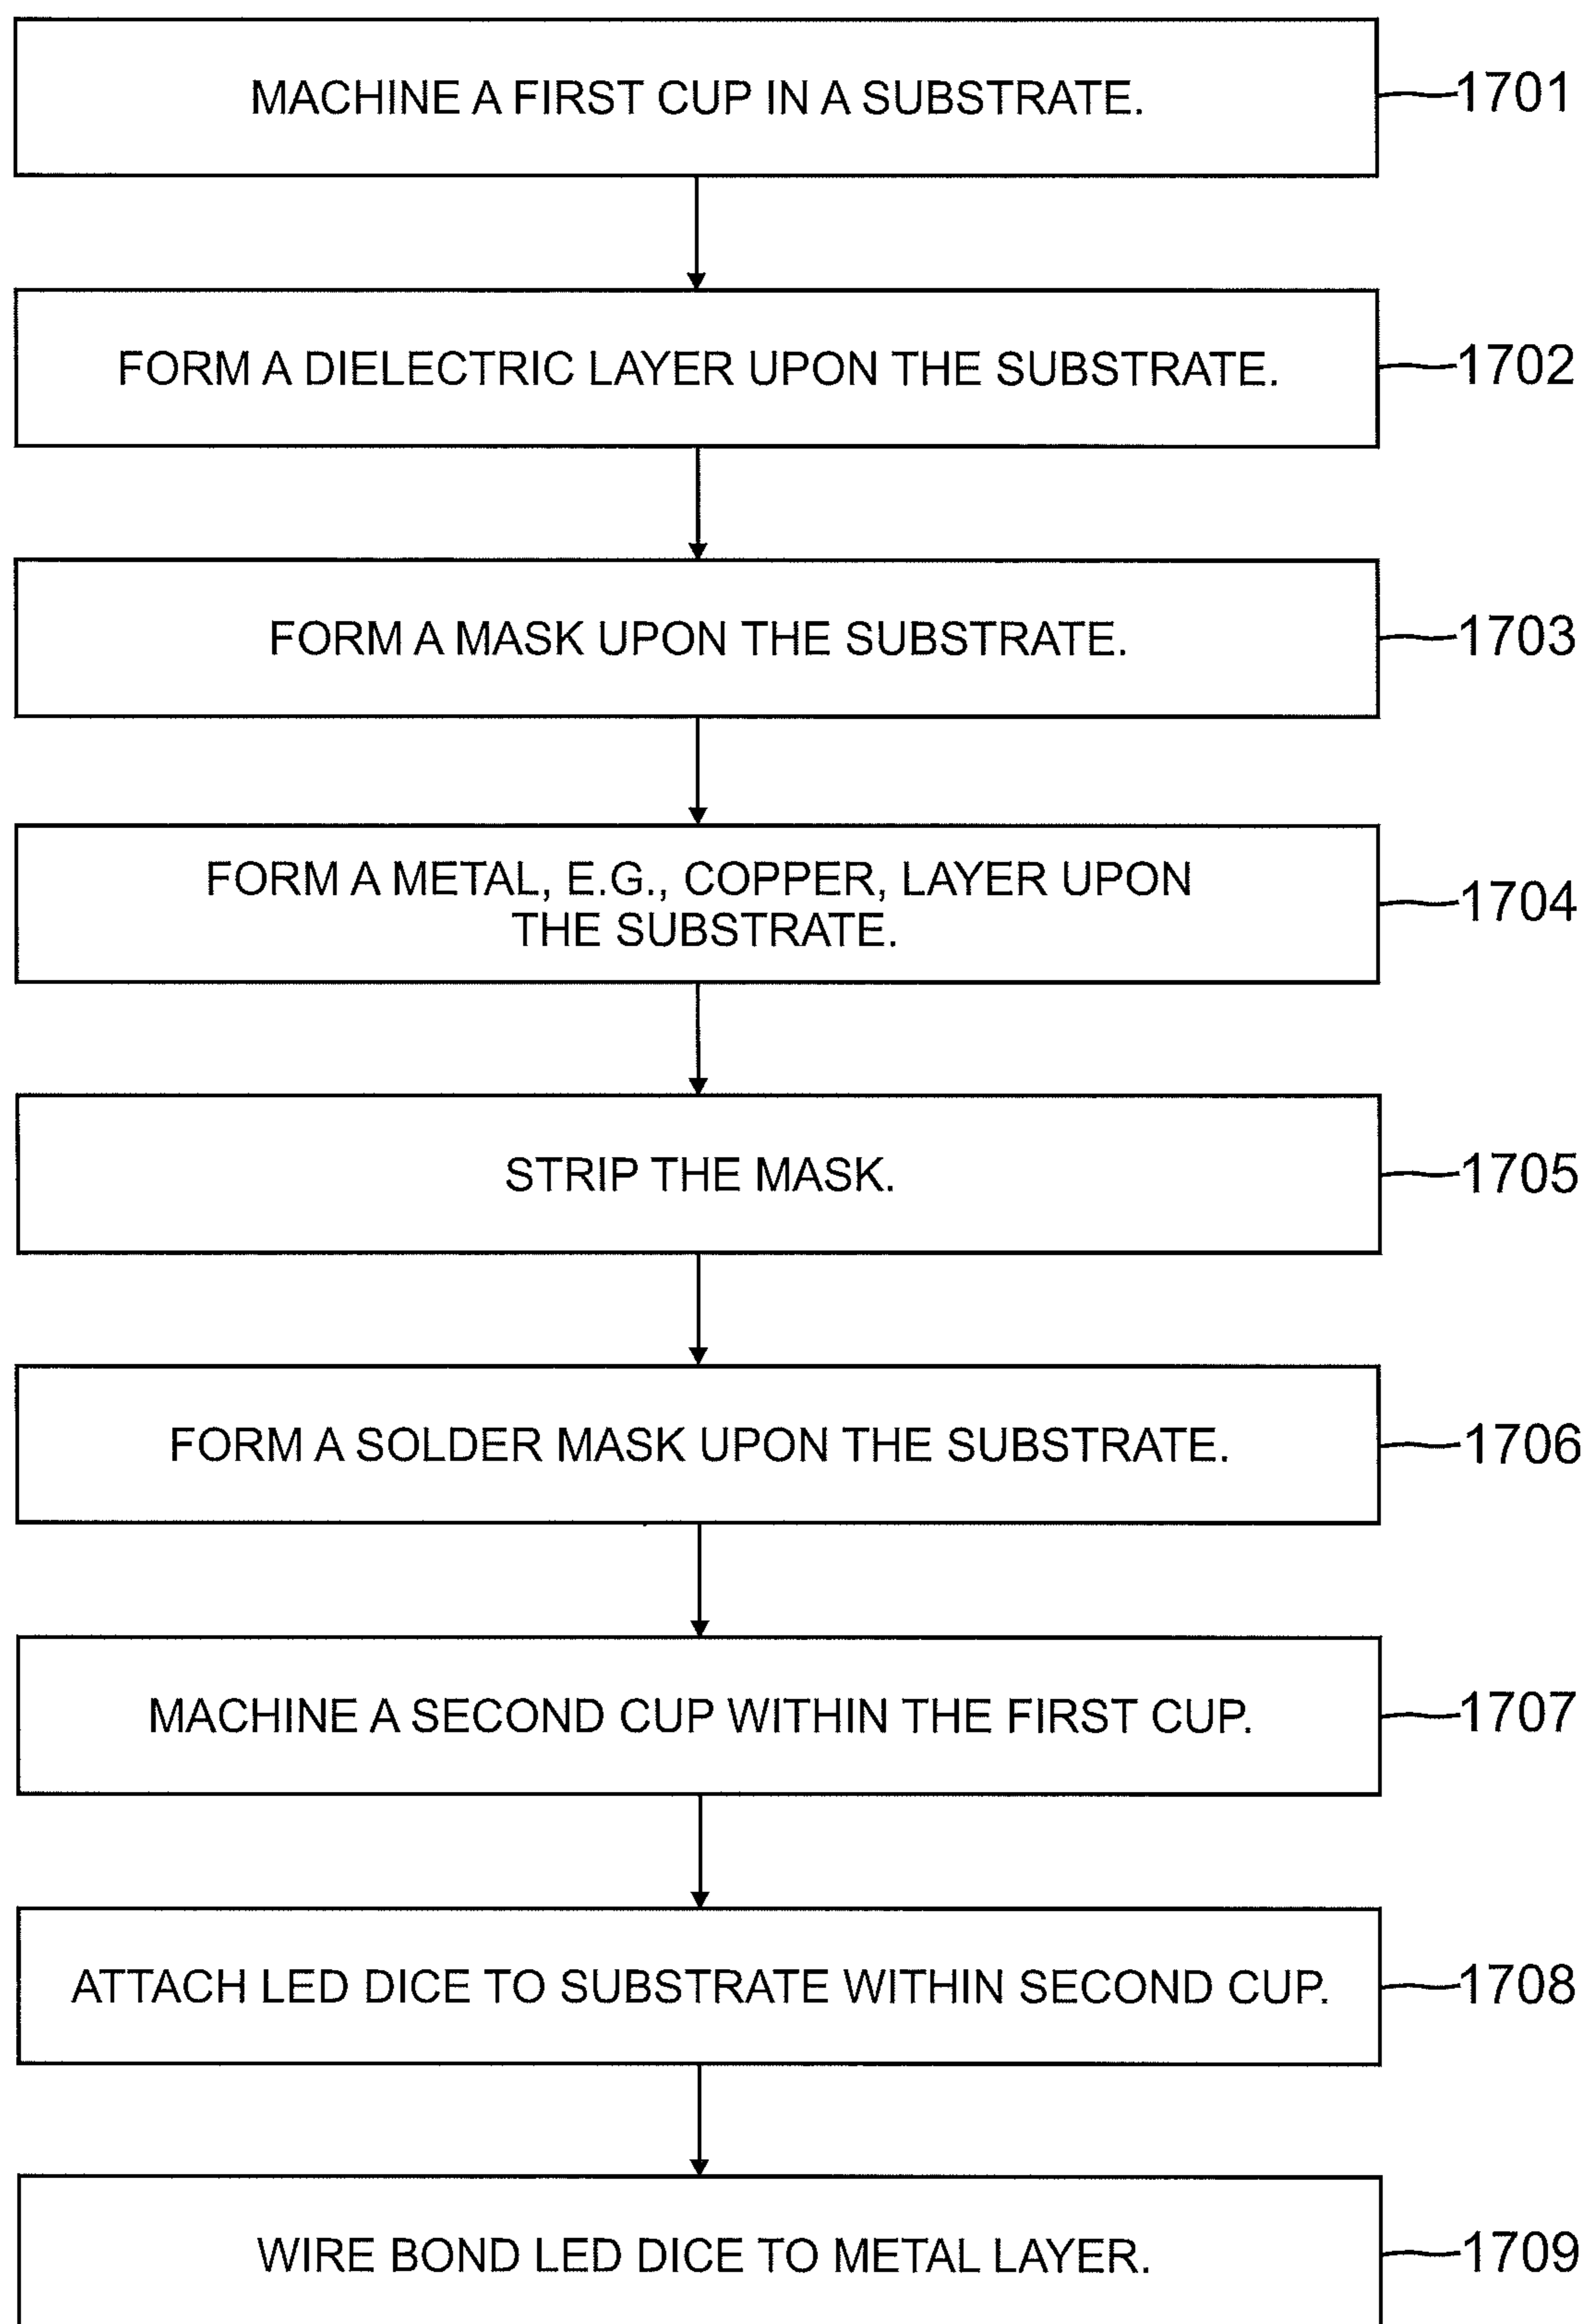 MACHINE A FIRST CUP IN A SUBSTRATE.
1701
FORM A DIELECTRIC LAYER UPON THE SUBSTRATE.
1702
FORM A MASK UPON THE SUBSTRATE.
1703
FORM A METAL, E.G., COPPER, LAYER UPON
THE SUBSTRATE.
1704
STRIP THE MASK.
1705
FORM A SOLDER MASK UPON THE SUBSTRATE.
1706
MACHINE A SECOND CUP WITHIN THE FIRST CUP.
1707
ATTACH LED DICE TO SUBSTRATE WITHIN SECOND CUP.
1708
WIRE BOND LED DICE TO METAL LAYER.
1709